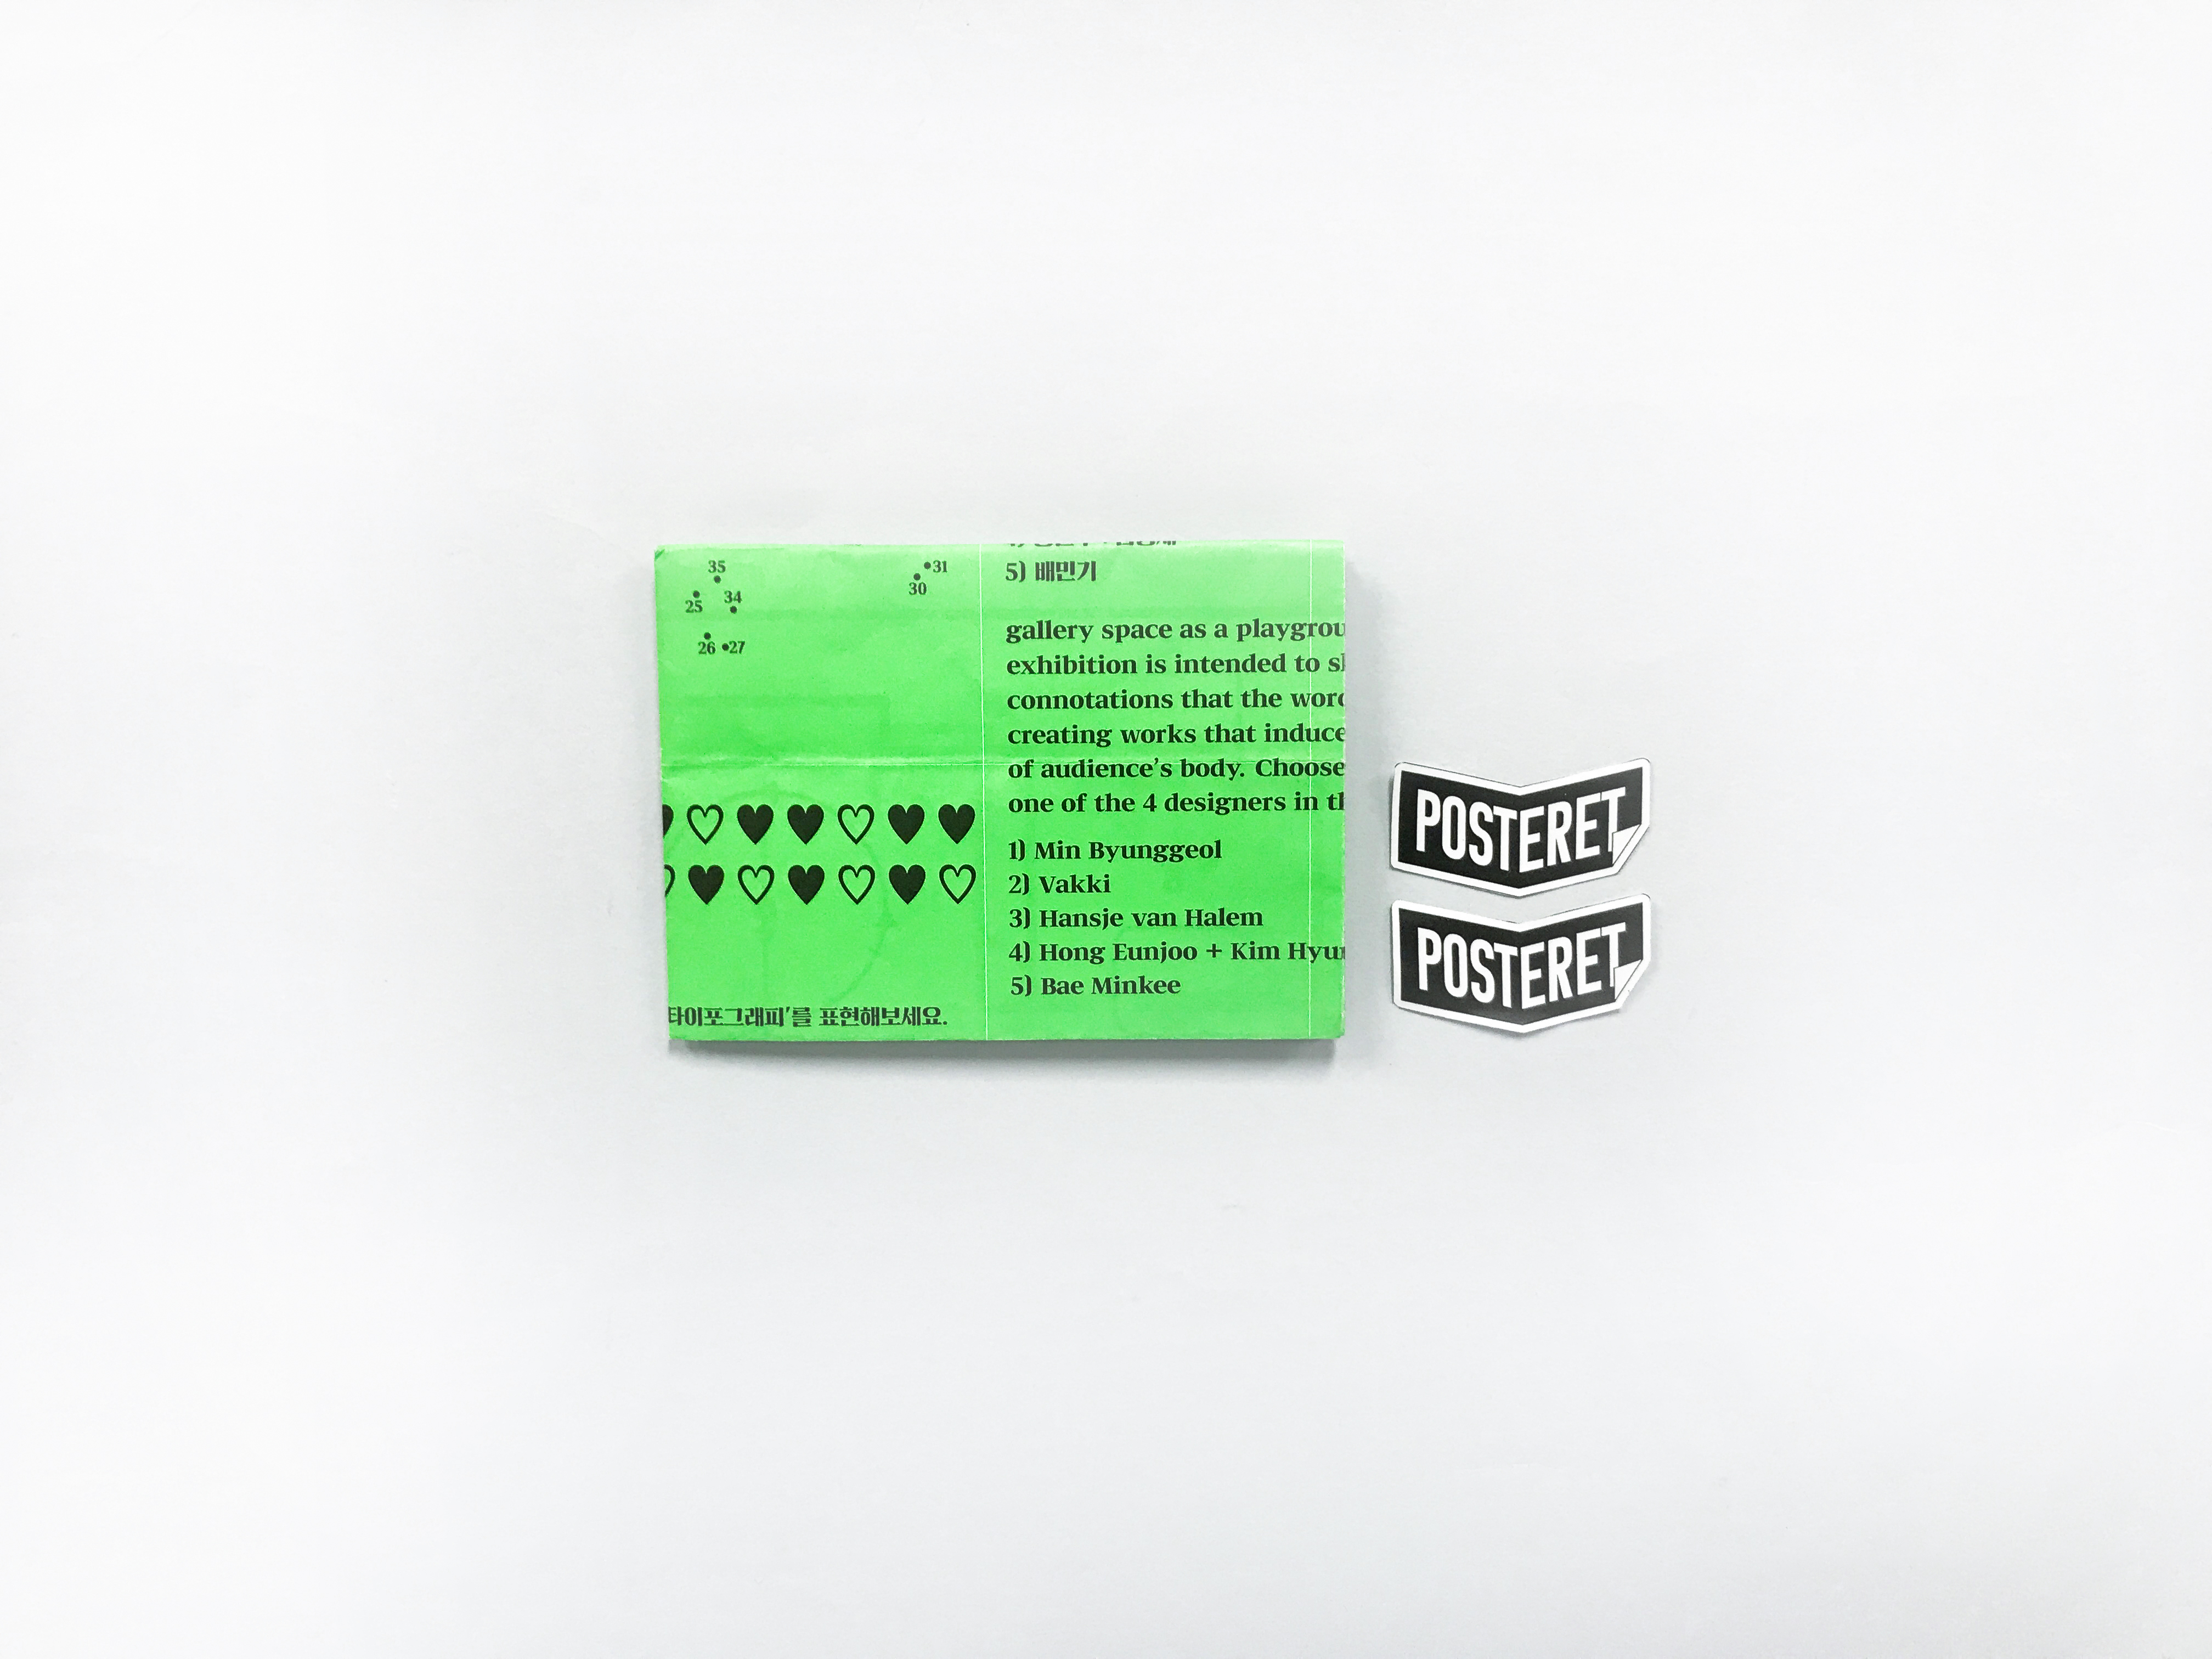 35
31
30
25
34
26
27
타이포그래피'를 표현해보세요.
5) 배민기
gallery space as a playgrou
exhibition is intended to sh
connotations that the word
creating works that induce
of audience's body. Choose
one of the 4 designers in th
1) Min Byunggeol
2) Vakki
3) Hansje van Halem
4) Hong Eunjoo + Kim Hyu
5) Bae Minkee
POSTERET
POSTERET